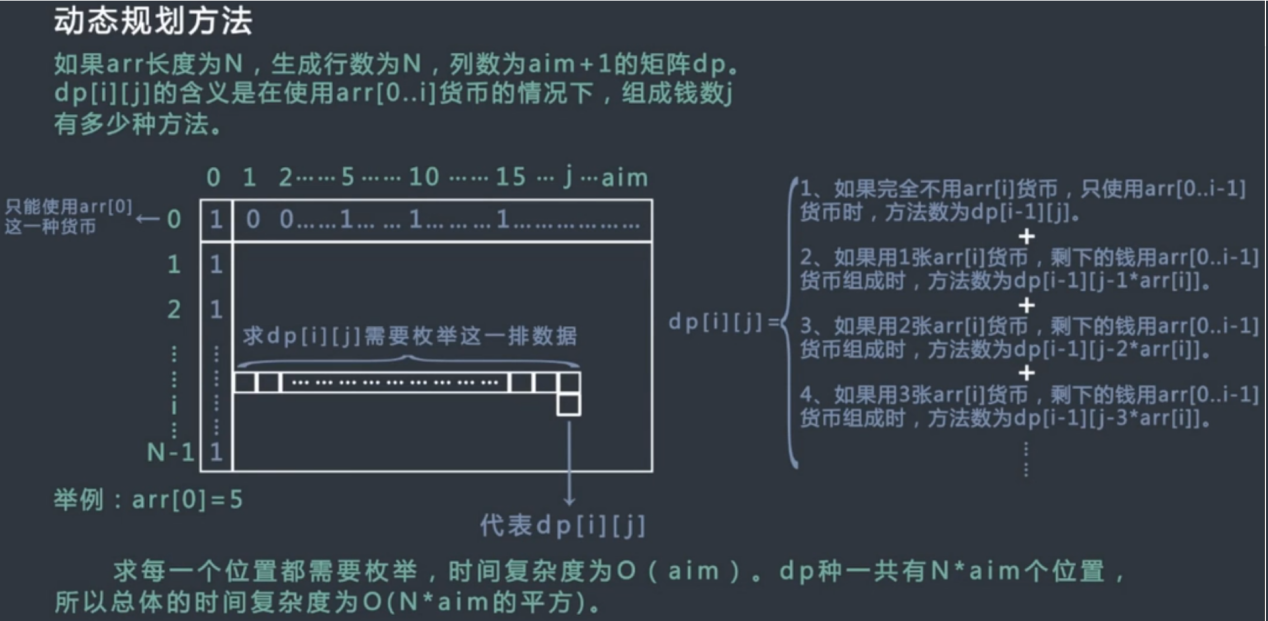 动态规划方法
如果arr长度为N，生成行数为N，列数为aim+1的矩阵dp。
dp[i][j]的含义是在使用arr[0..i]货币的情况下，组成钱数j
有多少种方法。
0 1 2……5……10……15…j…aim
只能使用arr[0]
这一种货币
←0 1 0 0……1……1………1………………
1 1
2 1
求dp[i][j]需要枚举这一排数据
………………………
i
N-1 1
举例：arr[0]=5
代表dp[i][j]
dp[i][j]=
1、如果完全不用arr[i]货币，只使用arr[0..i-1]
货币时，方法数为dp[i-1][j]。
+
2、如果用1张arr[i]货币，剩下的钱用arr[0..i-1]
货币组成时，方法数为dp[i-1][j-1*arr[i]]。
+
3、如果用2张arr[i]货币，剩下的钱用arr[0..i-1]
货币组成时，方法数为dp[i-1][j-2*arr[i]]。
+
4、如果用3张arr[i]货币，剩下的钱用arr[0..i-1]
货币组成时，方法数为dp[i-1][j-3*arr[i]]。
……
求每一个位置都需要枚举，时间复杂度为O（aim）。dp种一共有N*aim个位置，
所以总体的时间复杂度为O(N*aim的平方)。